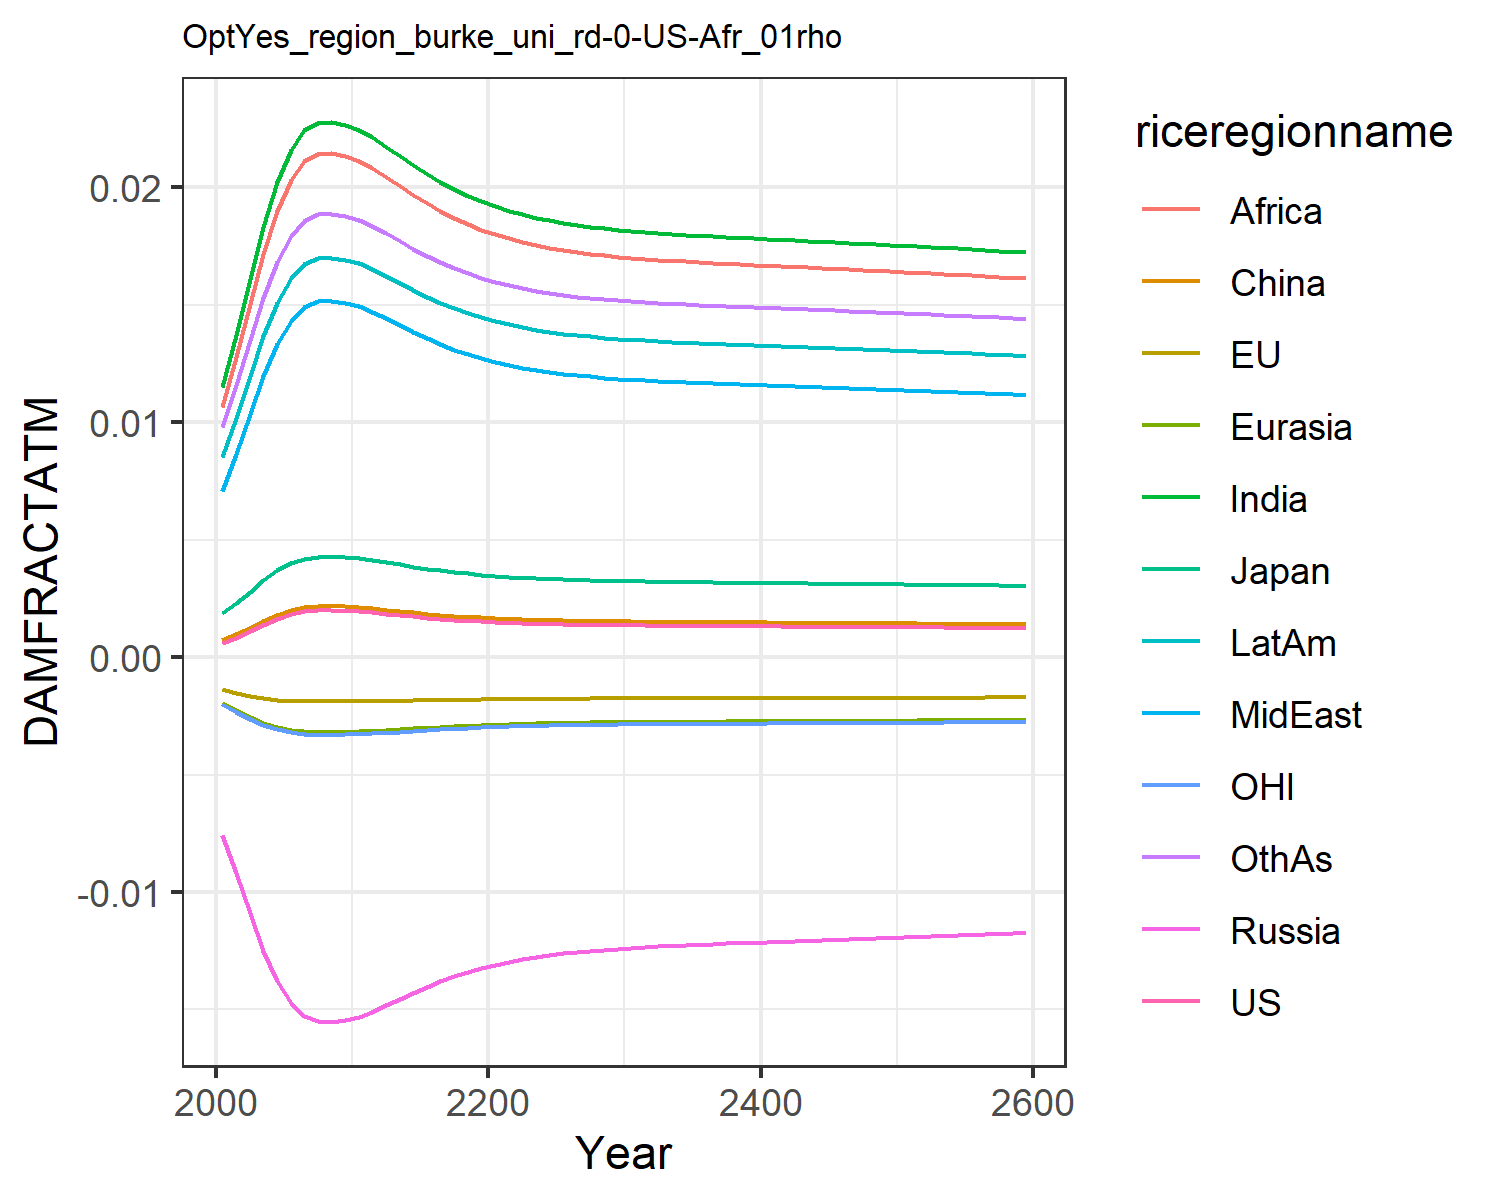 OptYes_region_burke_uni_rd-0-US-Afr_01rho
DAMFRACTATM
0.02
0.01
0.00
-0.01
2000
2200
2400
2600
Year
riceregionname
Africa
China
EU
Eurasia
India
Japan
LatAm
MidEast
OHI
OthAs
Russia
US